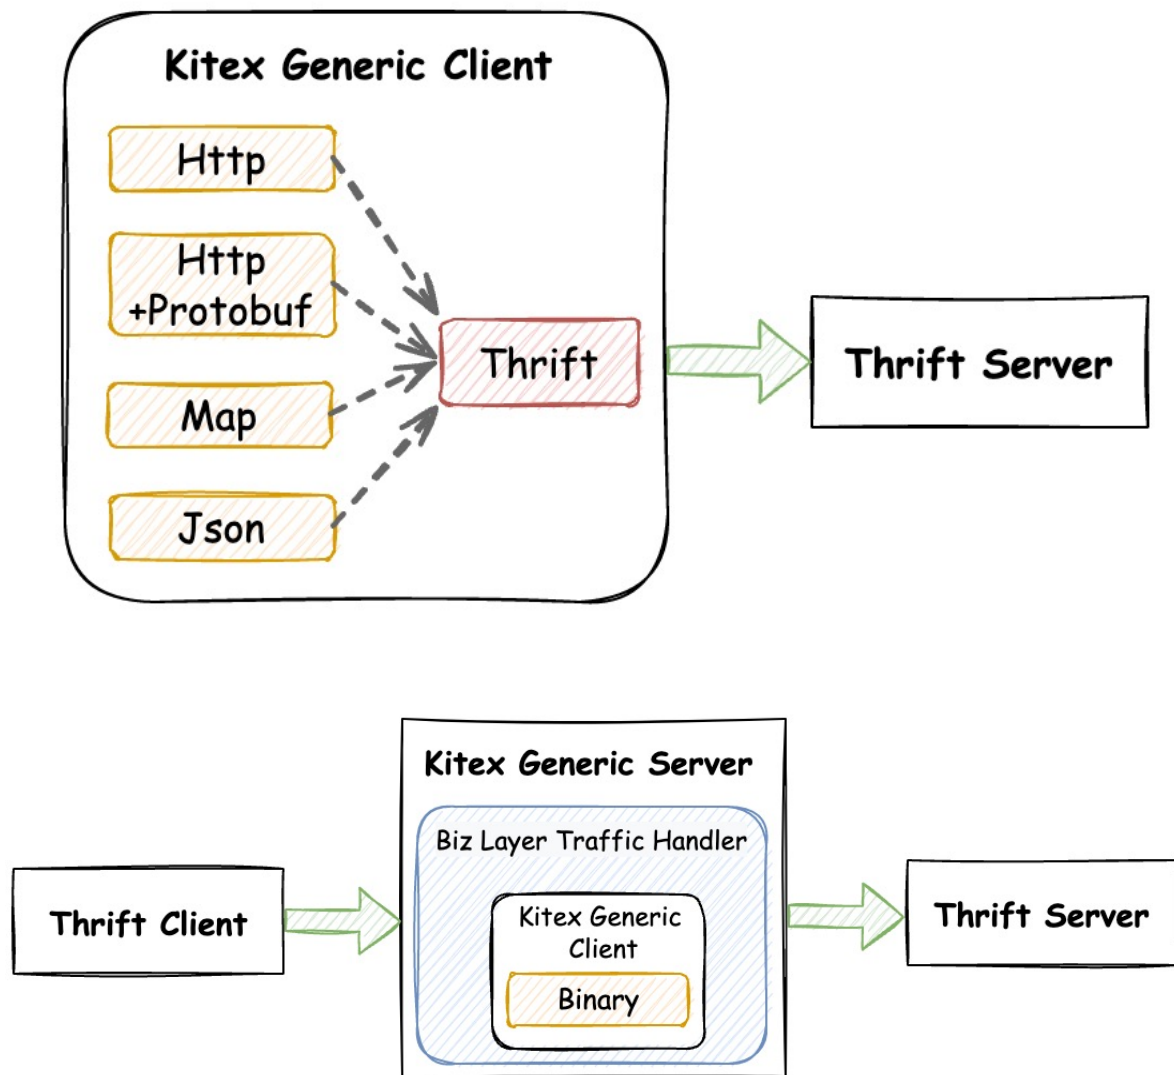 Kitex Generic Client
Http
Http
+Protobuf
Map
Json
Thrift
Thrift Server
Kitex Generic Server
Biz Layer Traffic Handler
Kitex Generic
Client
Binary
Thrift Client
Thrift Server